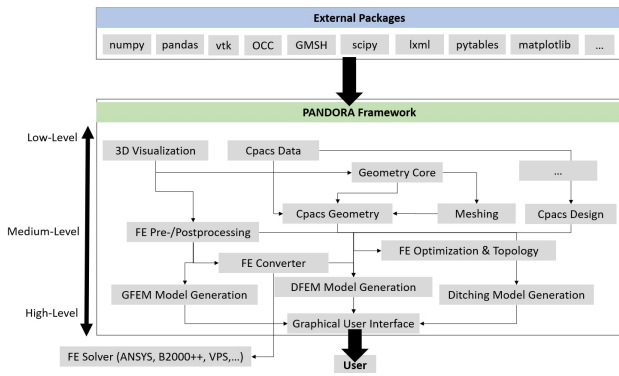 External Packages
numpy pandas vtk OCC GMSH scipy lxml pytables matplotlib ...
PANDORA Framework
Low-Level
3D Visualization Cpacs Data
Geometry Core ...
Cpacs Geometry Meshing Cpacs Design
Medium-Level
FE Pre-/Postprocessing
FE Optimization & Topology
FE Converter
GFEM Model Generation DFEM Model Generation Ditching Model Generation
High-Level
Graphical User Interface
FE Solver (ANSYS, B2000++, VPS,...)
User